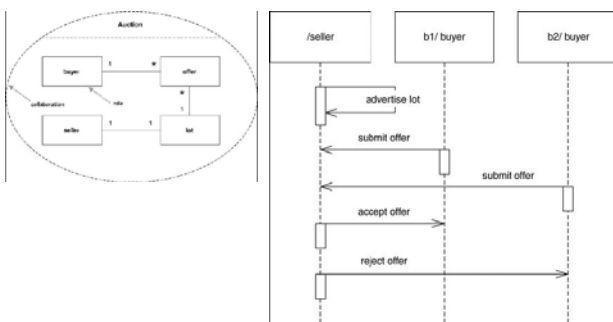 Auction
buyer
1
*
offer
*
collaboration
role
1
seller
1
1
lot
/seller
b1/ buyer
b2/ buyer
advertise lot
submit offer
submit offer
accept offer
reject offer